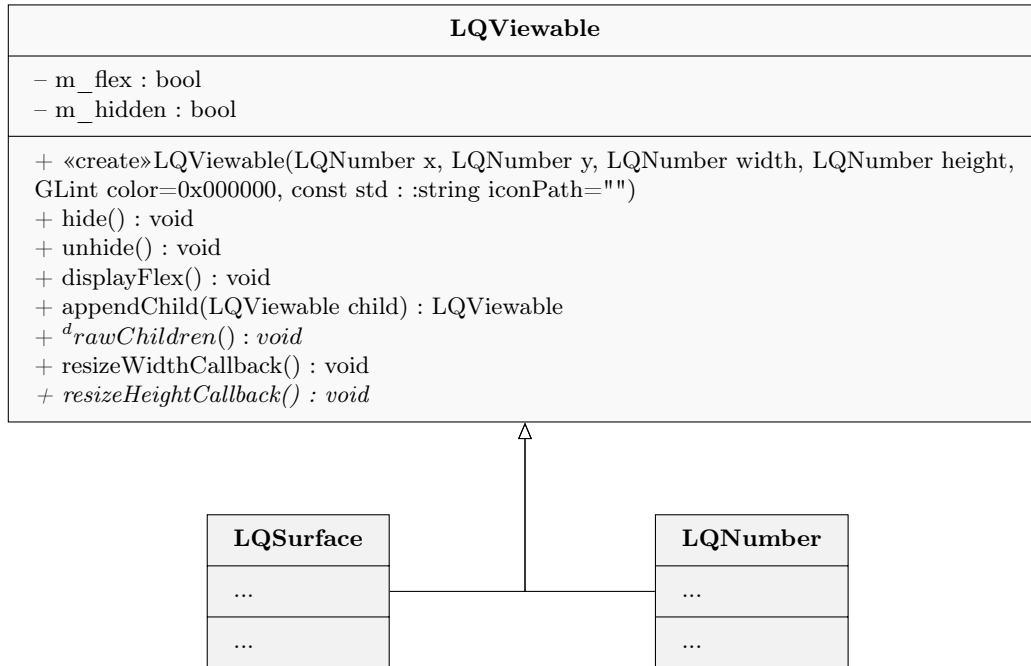 LQViewable
– m_flex : bool
– m_hidden : bool
+ «create»LQViewable(LQNumber x, LQNumber y, LQNumber width, LQNumber height,
GLint color=0x000000, const std : :string iconPath="")
+ hide() : void
+ unhide() : void
+ displayFlex() : void
+ appendChild(LQViewable child) : LQViewable
+ ᵈrawChildren() : void
+ resizeWidthCallback() : void
+ resizeHeightCallback() : void
LQSurface
...
...
LQNumber
...
...